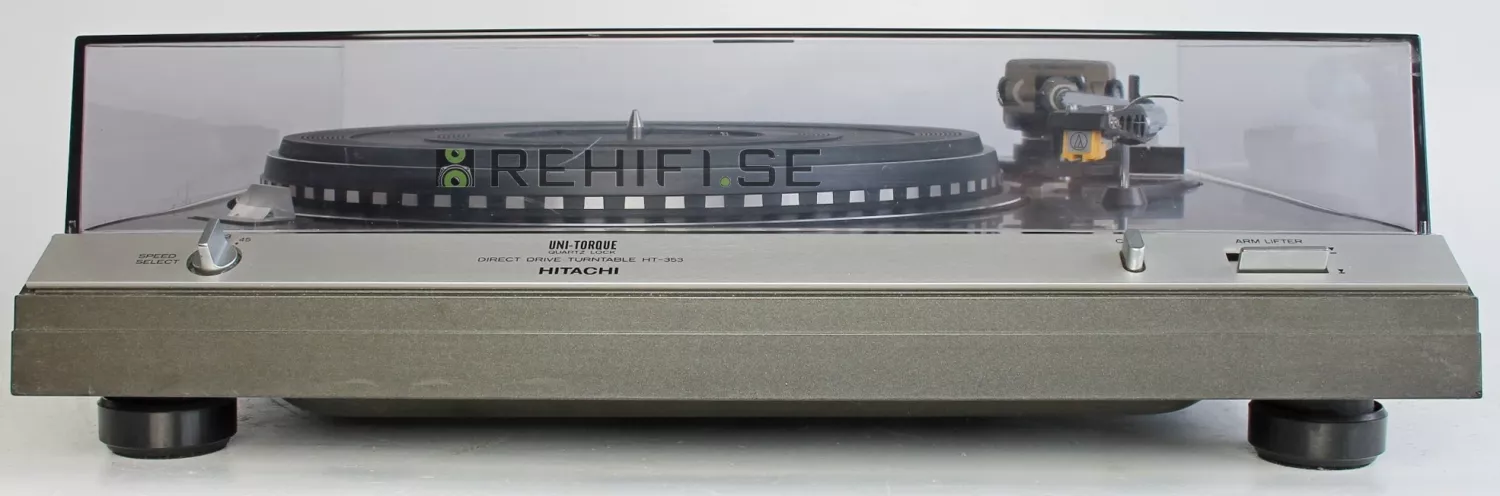 REHIFI.SE
45
SPEED
SELECT
UNI-TORQUE
QUARTZ LOCK
DIRECT DRIVE TURNTABLE HT-353
HITACHI
ARM LIFTER